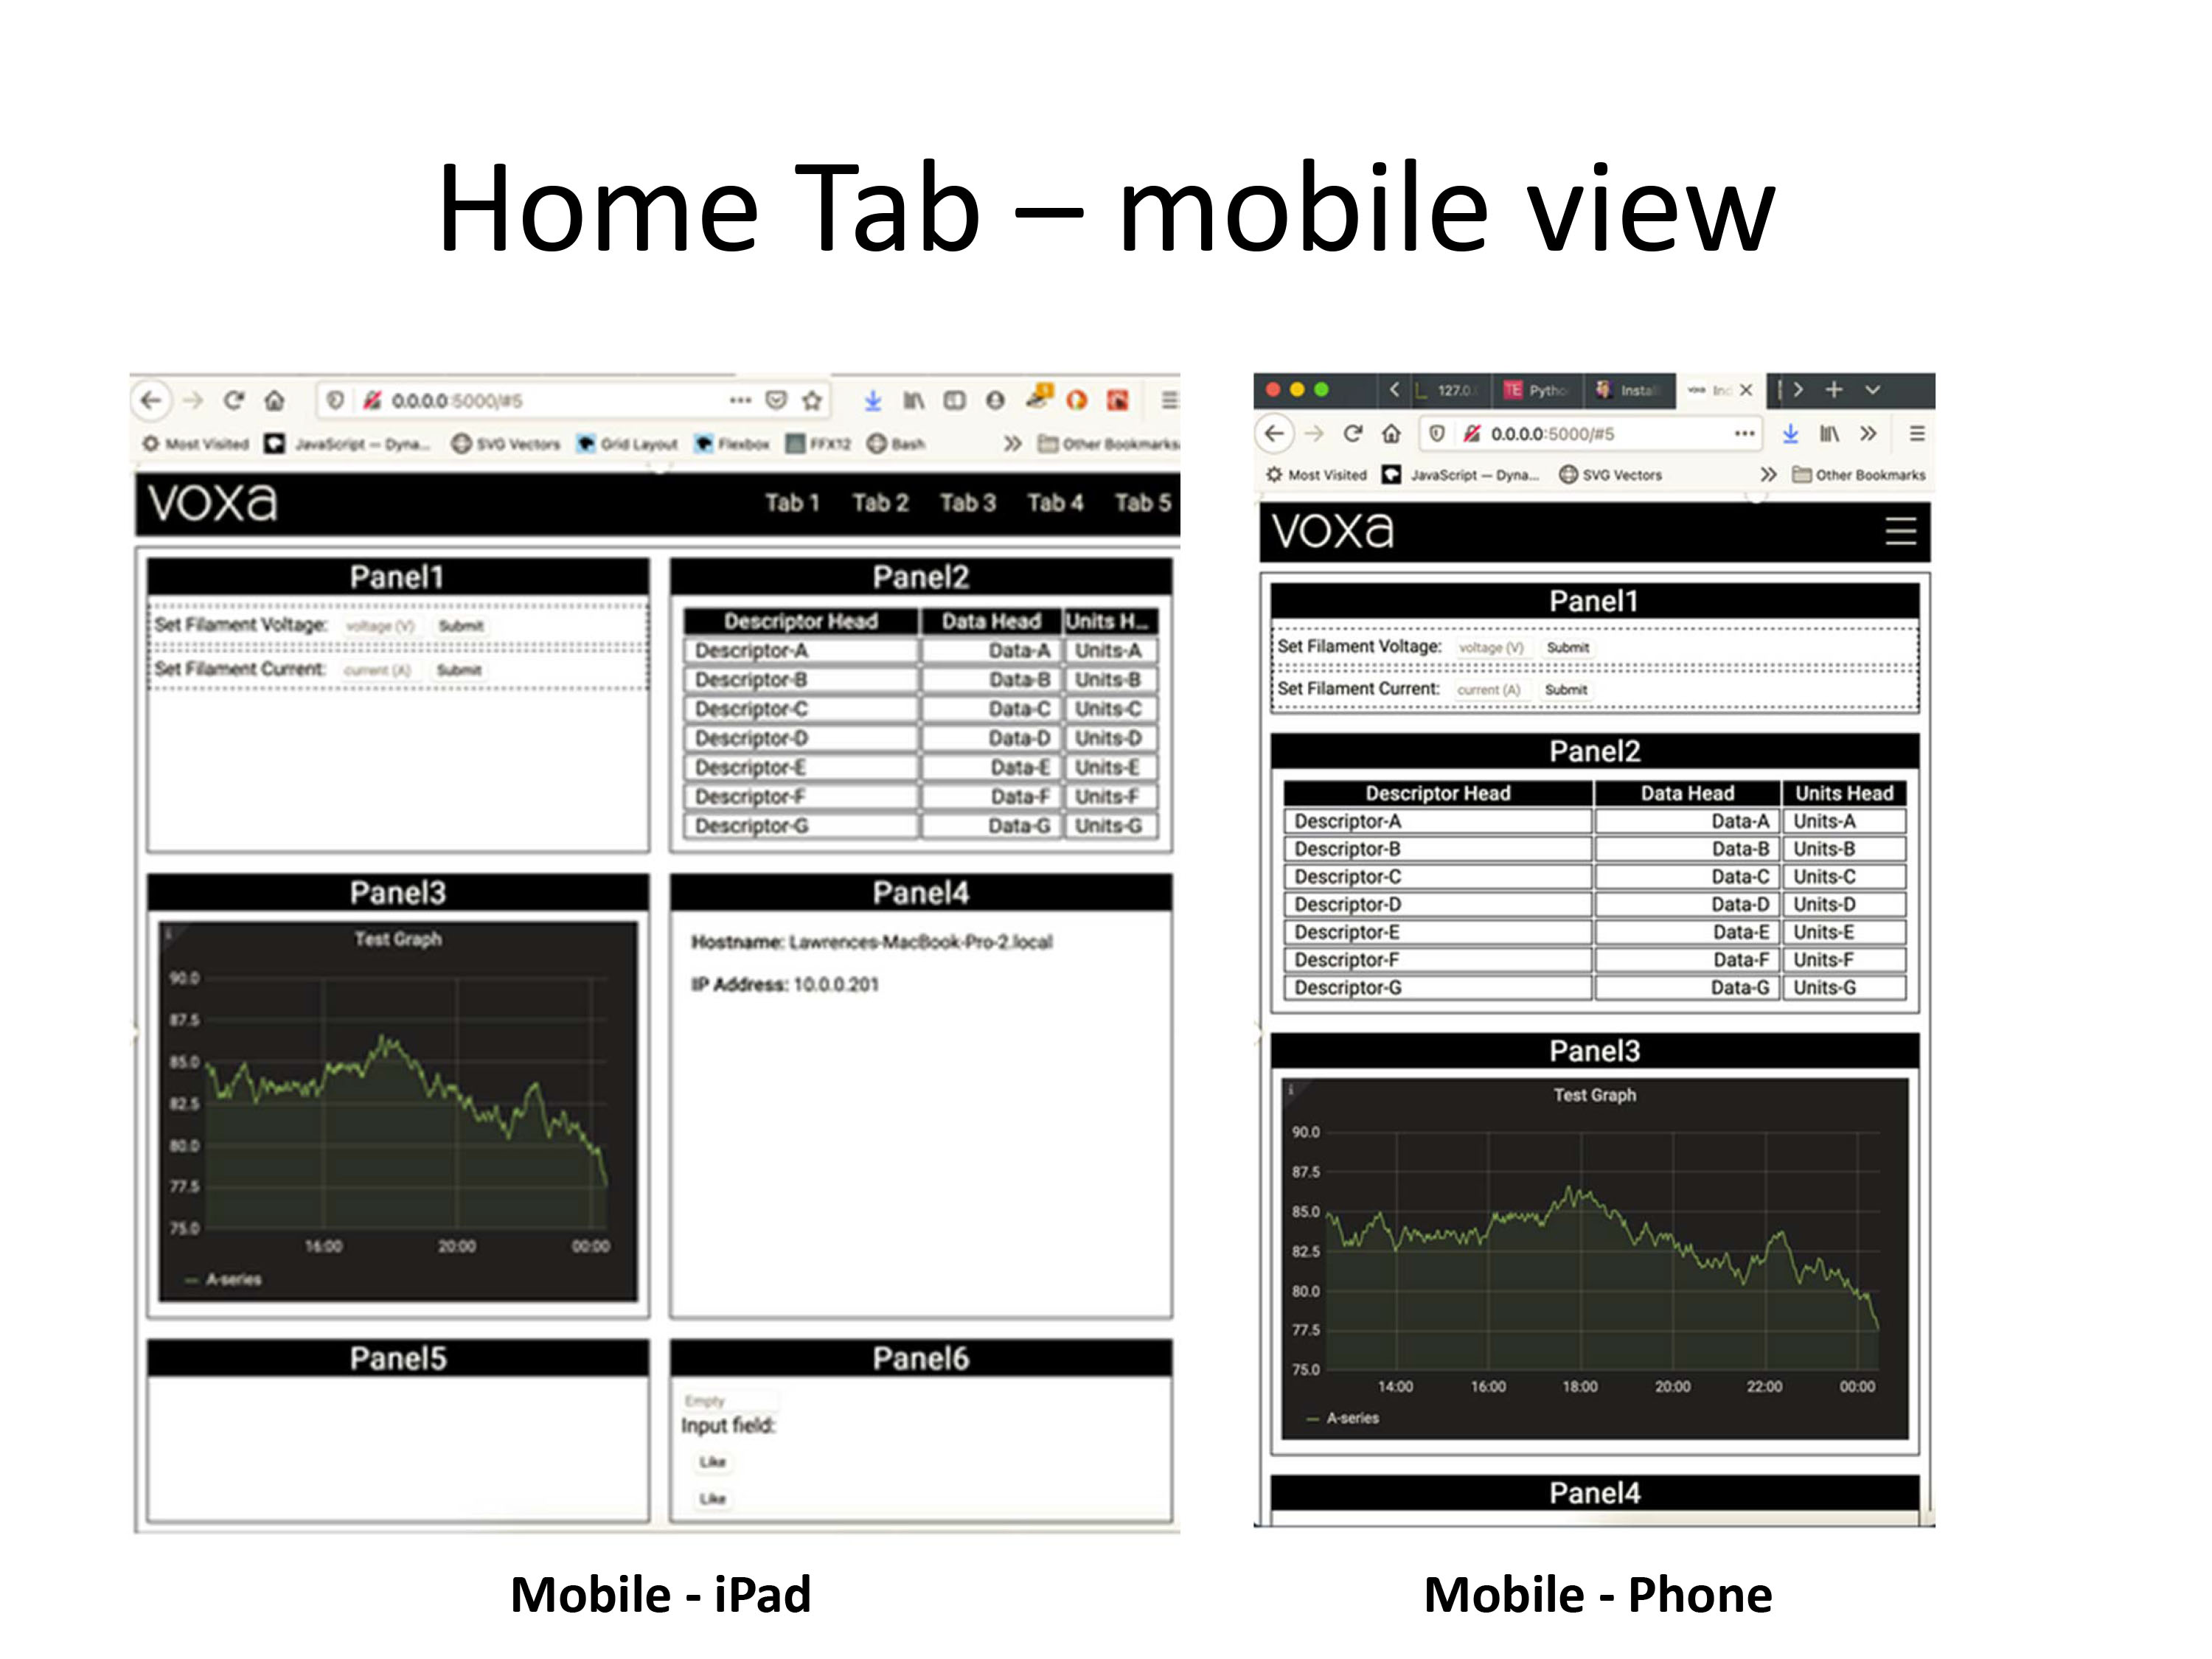 Home Tab – mobile view
0.0.0.0:5000/#5
Most Visited JavaScript — Dyna... SVG Vectors Grid Layout Flexbox FFX12 Bash Other Bookmarks
voxa Tab 1 Tab 2 Tab 3 Tab 4 Tab 5
Panel1
Set Filament Voltage: voltage (V) Submit
Set Filament Current: current (A) Submit
Panel2
Descriptor Head Data Head Units H...
Descriptor-A Data-A Units-A
Descriptor-B Data-B Units-B
Descriptor-C Data-C Units-C
Descriptor-D Data-D Units-D
Descriptor-E Data-E Units-E
Descriptor-F Data-F Units-F
Descriptor-G Data-G Units-G
Panel3
i
Test Graph
90.0
87.5
85.0
82.5
80.0
77.5
75.0
16:00 20:00 00:00
A-series
Panel4
Hostname: Lawrences-MacBook-Pro-2.local
IP Address: 10.0.0.201
Panel5
Panel6
Empty
Input field:
Like
Like
Mobile - iPad
127.0. TE Pytho Instal voxa Ind
0.0.0.0:5000/#5
Most Visited JavaScript — Dyna... SVG Vectors Other Bookmarks
voxa
Panel1
Set Filament Voltage: voltage (V) Submit
Set Filament Current: current (A) Submit
Panel2
Descriptor Head Data Head Units Head
Descriptor-A Data-A Units-A
Descriptor-B Data-B Units-B
Descriptor-C Data-C Units-C
Descriptor-D Data-D Units-D
Descriptor-E Data-E Units-E
Descriptor-F Data-F Units-F
Descriptor-G Data-G Units-G
Panel3
i
Test Graph
90.0
87.5
85.0
82.5
80.0
77.5
75.0
14:00 16:00 18:00 20:00 22:00 00:00
A-series
Panel4
Mobile - Phone